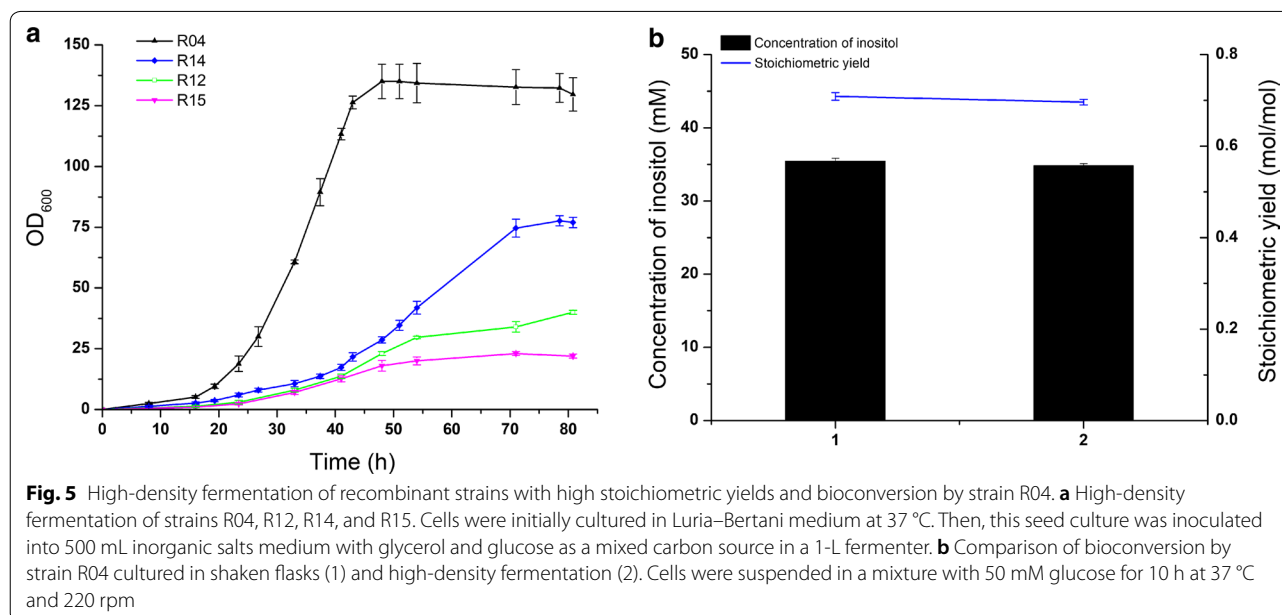 a
150
125
100
75
50
25
0
OD600
R04
R14
R12
R15
0 10 20 30 40 50 60 70 80
Time (h)
b
50
40
30
20
10
0
Concentration of inositol (mM)
Concentration of inositol
Stoichiometric yield
0.8
0.6
0.4
0.2
0.0
Stoichiometric yield (mol/mol)
1 2
Fig. 5 High-density fermentation of recombinant strains with high stoichiometric yields and bioconversion by strain R04. a High-density
fermentation of strains R04, R12, R14, and R15. Cells were initially cultured in Luria–Bertani medium at 37 °C. Then, this seed culture was inoculated
into 500 mL inorganic salts medium with glycerol and glucose as a mixed carbon source in a 1-L fermenter. b Comparison of bioconversion by
strain R04 cultured in shaken flasks (1) and high-density fermentation (2). Cells were suspended in a mixture with 50 mM glucose for 10 h at 37 °C
and 220 rpm